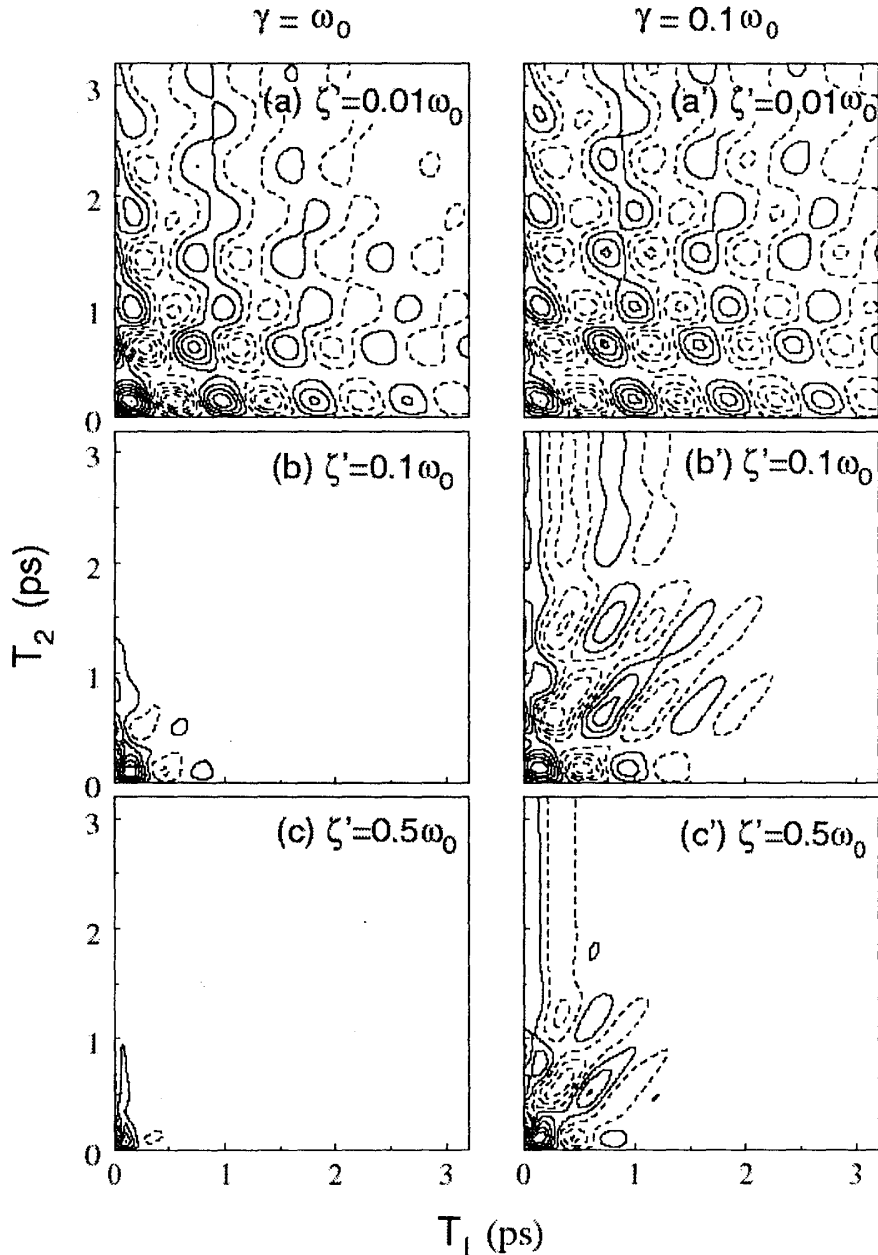 γ = ω₀ γ = 0.1ω₀
(a) ζ'=0.01ω₀ (a') ζ'=0.01ω₀
3
2
1
0
(b) ζ'=0.1ω₀ (b') ζ'=0.1ω₀
3
2
1
0
T₂ (ps)
(c) ζ'=0.5ω₀ (c') ζ'=0.5ω₀
3
2
1
0
0 1 2 3 0 1 2 3
T₁ (ps)